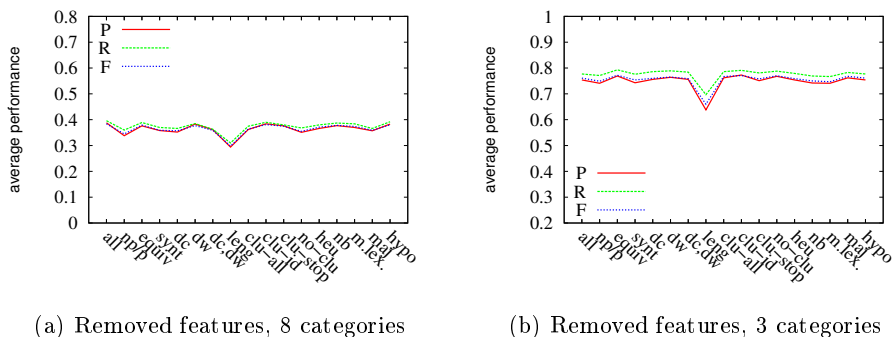 0.8
0.7
0.6
0.5
0.4
0.3
0.2
0.1
0
average performance
P
R
F
all
np/p
equiv
synt
dc
dw
dc,dw
leng
clu-all
clu-id
clu-stop
no-clu
heu
nb
m.lex.
maj
hypo
(a) Removed features, 8 categories
1
0.9
0.8
0.7
0.6
0.5
0.4
0.3
0.2
average performance
P
R
F
all
np/p
equiv
synt
dc
dw
dc,dw
leng
clu-all
clu-id
clu-stop
no-clu
heu
nb
m.lex.
maj
hypo
(b) Removed features, 3 categories